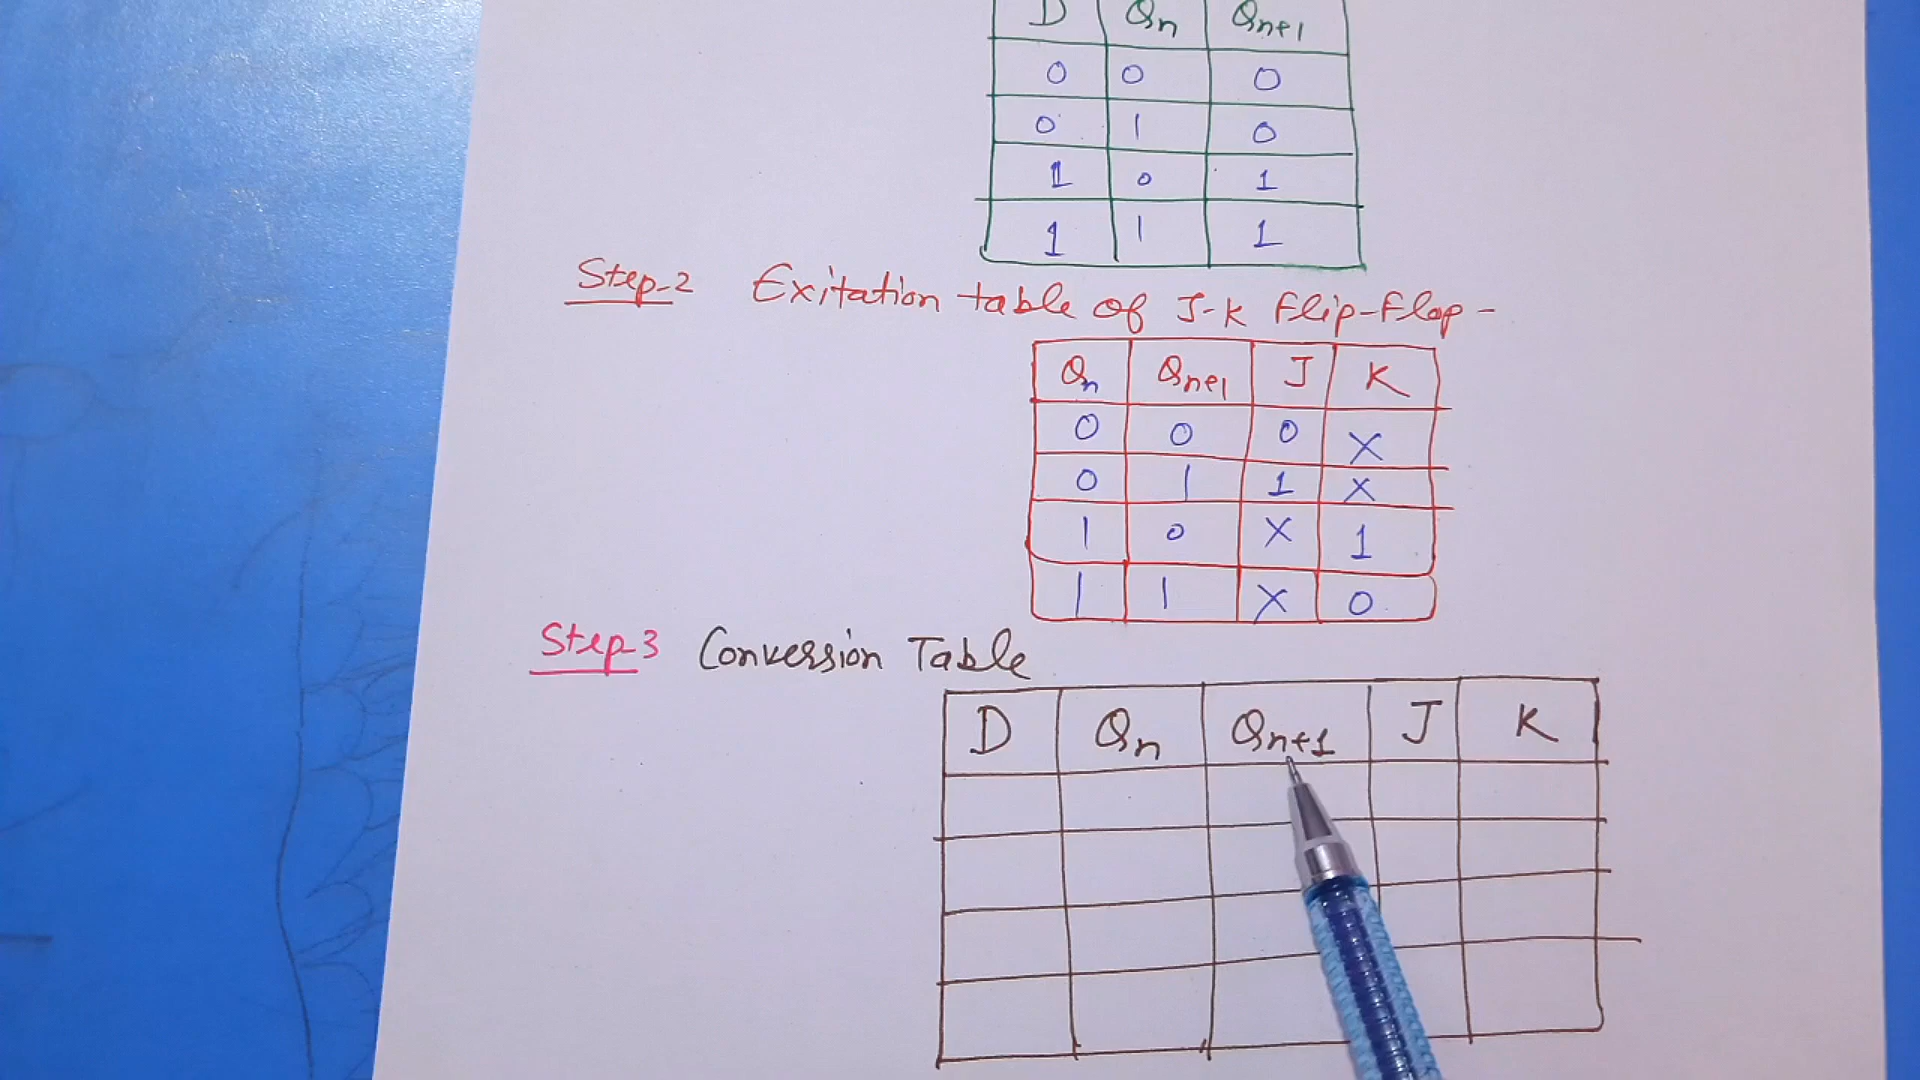 D Qn Qn+1
0 0 0
0 1 0
1 0 1
1 1 1
Step-2 Exitation table of J-K flip-flop-
Qn Qn+1 J K
0 0 0 X
0 1 1 X
1 0 X 1
1 1 X 0
Step-3 Conversion Table
D Qn Qn+1 J K